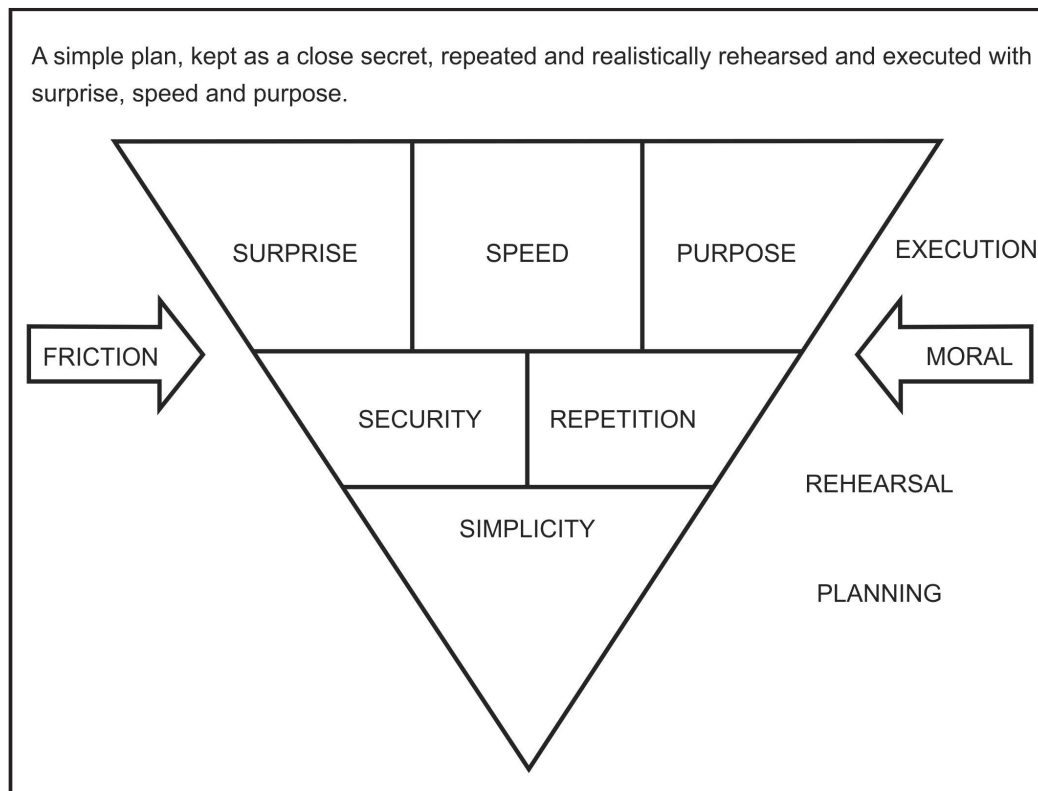 A simple plan, kept as a close secret, repeated and realistically rehearsed and executed with
surprise, speed and purpose.
SURPRISE SPEED PURPOSE EXECUTION
FRICTION MORAL
SECURITY REPETITION
REHEARSAL
SIMPLICITY
PLANNING